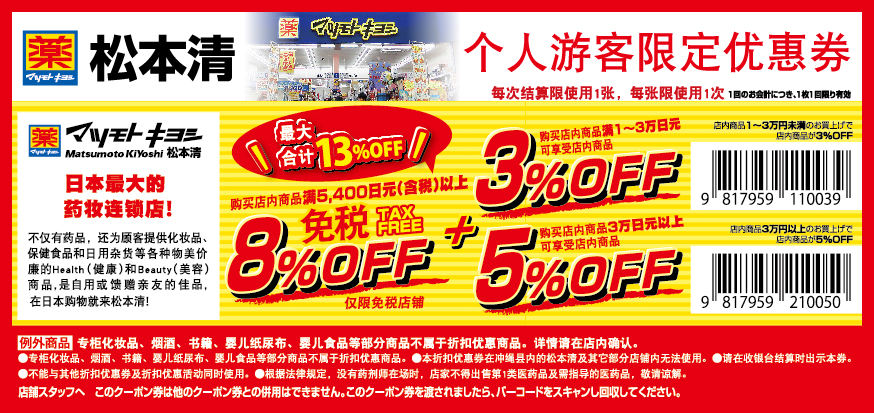 薬
マツモトキヨシ
松本清
薬 マツモトキヨシ
个人游客限定优惠券
每次结算限使用1张，每张限使用1次 1回のお会計につき、1枚1回限り有効
薬
マツモトキヨシ
マツモトキヨシ
Matsumoto KiYoshi 松本清
日本最大的
药妆连锁店！
不仅有药品，还为顾客提供化妆品、
保健食品和日用杂货等各种物美价
廉的Health（健康）和Beauty（美容）
商品，是自用或馈赠亲友的佳品，
在日本购物就来松本清！
最大
合计13%OFF
购买店内商品满5,400日元(含税)以上
免税 TAX FREE
8%OFF
仅限免税店铺
+
购买店内商品满1～3万日元
可享受店内商品
3%OFF
购买店内商品3万日元以上
可享受店内商品
5%OFF
店内商品1～3万円未満のお買上げで
店内商品が3%OFF
9 817959 110039
店内商品3万円以上のお買上げで
店内商品が5%OFF
9 817959 210050
例外商品 专柜化妆品、烟酒、书籍、婴儿纸尿布、婴儿食品等部分商品不属于折扣优惠商品。详情请在店内确认。
●专柜化妆品、烟酒、书籍、婴儿纸尿布、婴儿食品等部分商品不属于折扣优惠商品。●本折扣优惠券在冲绳县内的松本清及其它部分店铺内无法使用。●请在收银台结算时出示本券。
●不能与其他折扣优惠券及折扣优惠活动同时使用。●根据法律规定，没有药剂师在场时，店家不得出售第1类医药品及需指导的医药品，敬请谅解。
店舗スタッフへ このクーポン券は他のクーポン券との併用はできません。このクーポン券を渡されましたら、バーコードをスキャンし回収してください。